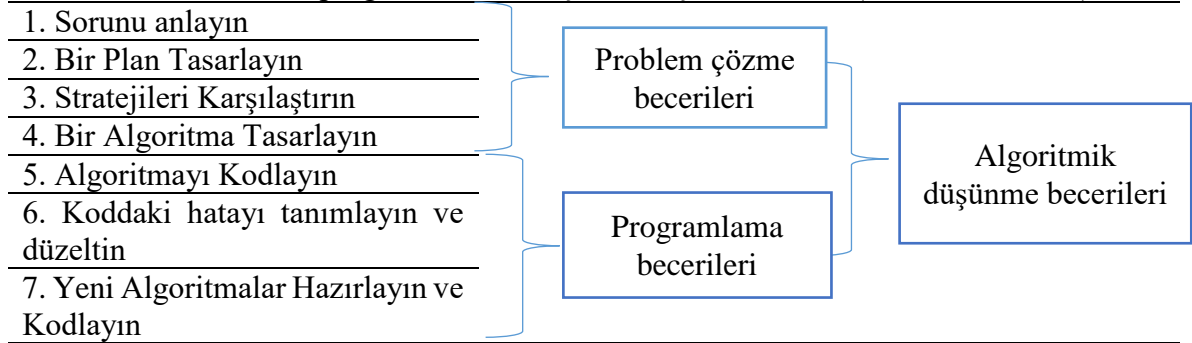 1. Sorunu anlayın
2. Bir Plan Tasarlayın
3. Stratejileri Karşılaştırın
4. Bir Algoritma Tasarlayın
5. Algoritmayı Kodlayın
6. Koddaki hatayı tanımlayın ve
düzeltin
7. Yeni Algoritmalar Hazırlayın ve
Kodlayın
Problem çözme
becerileri
Programlama
becerileri
Algoritmik
düşünme becerileri